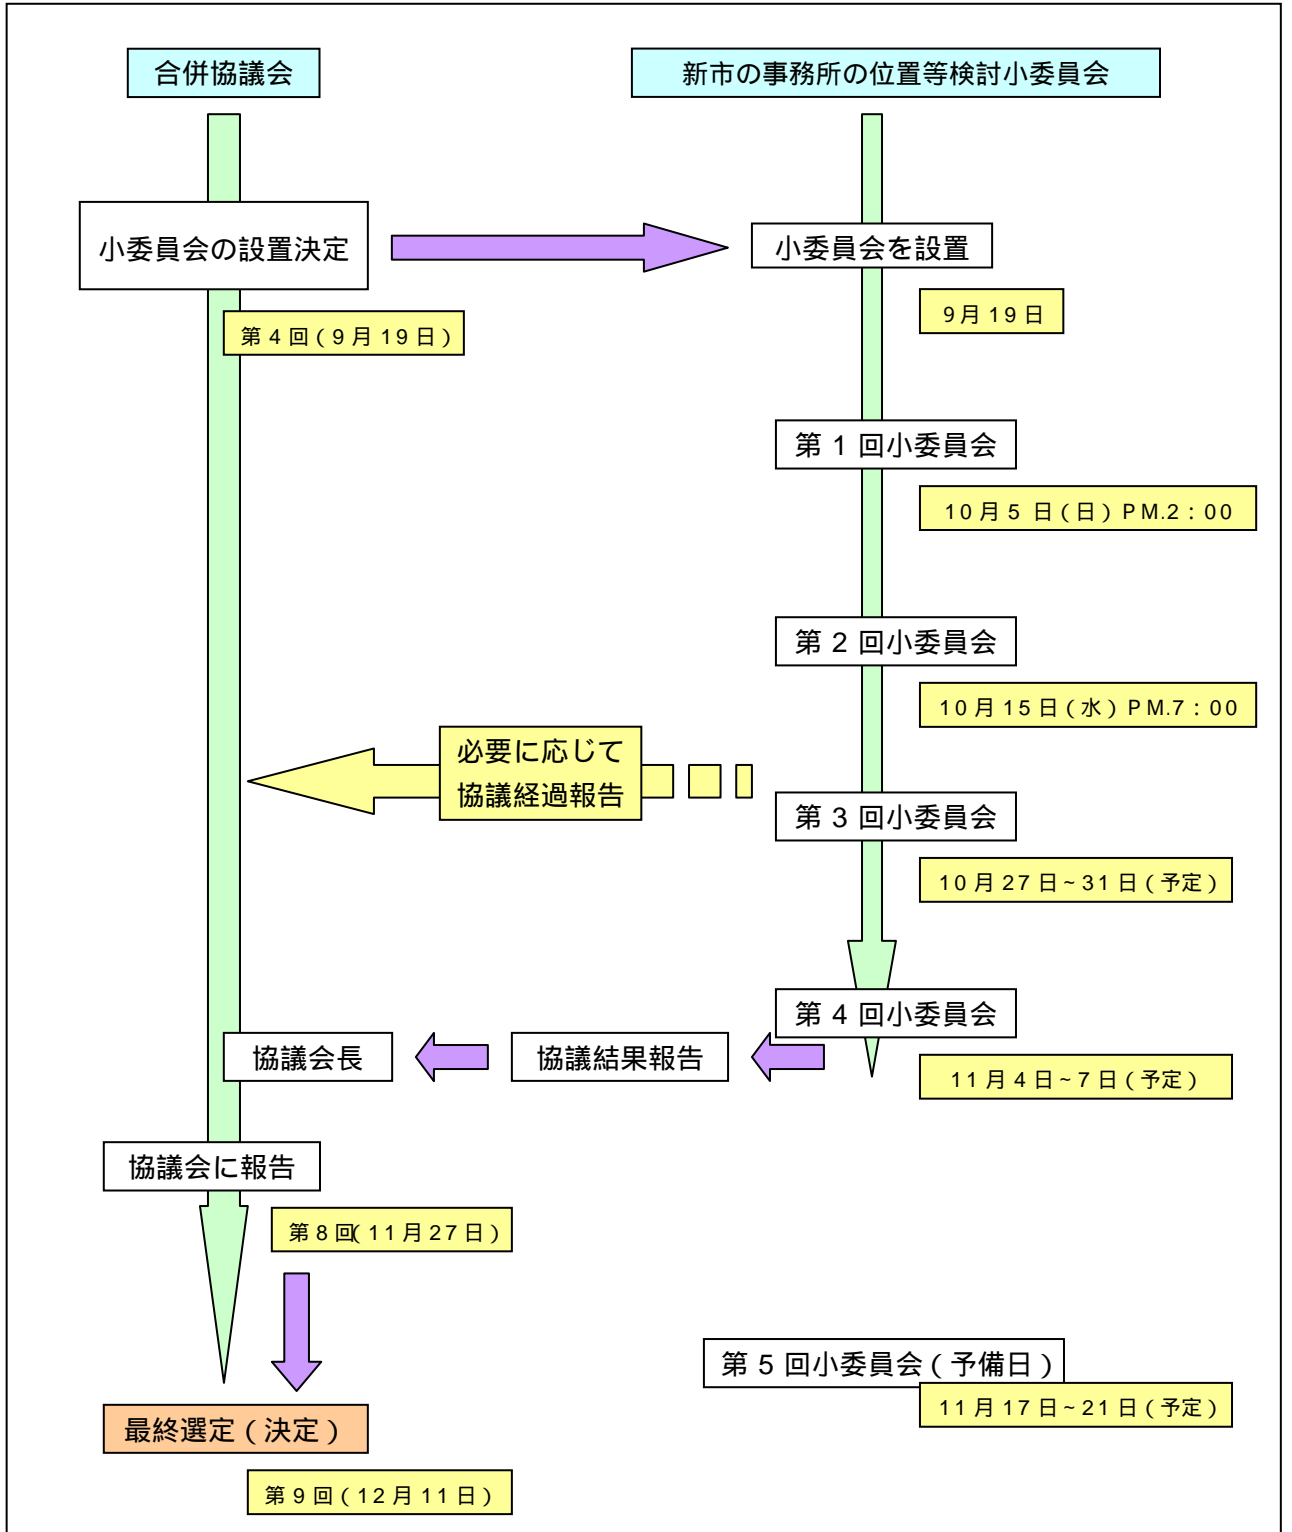 合併協議会
新市の事務所の位置等検討小委員会
小委員会の設置決定
小委員会を設置
第4回(9月19日)
9月19日
第1回小委員会
10月5日(日)PM.2:00
第2回小委員会
10月15日(水)PM.7:00
必要に応じて
協議経過報告
第3回小委員会
10月27日~31日(予定)
第4回小委員会
協議会長
協議結果報告
11月4日~7日(予定)
協議会に報告
第8回(11月27日)
第5回小委員会(予備日)
11月17日~21日(予定)
最終選定(決定)
第9回(12月11日)